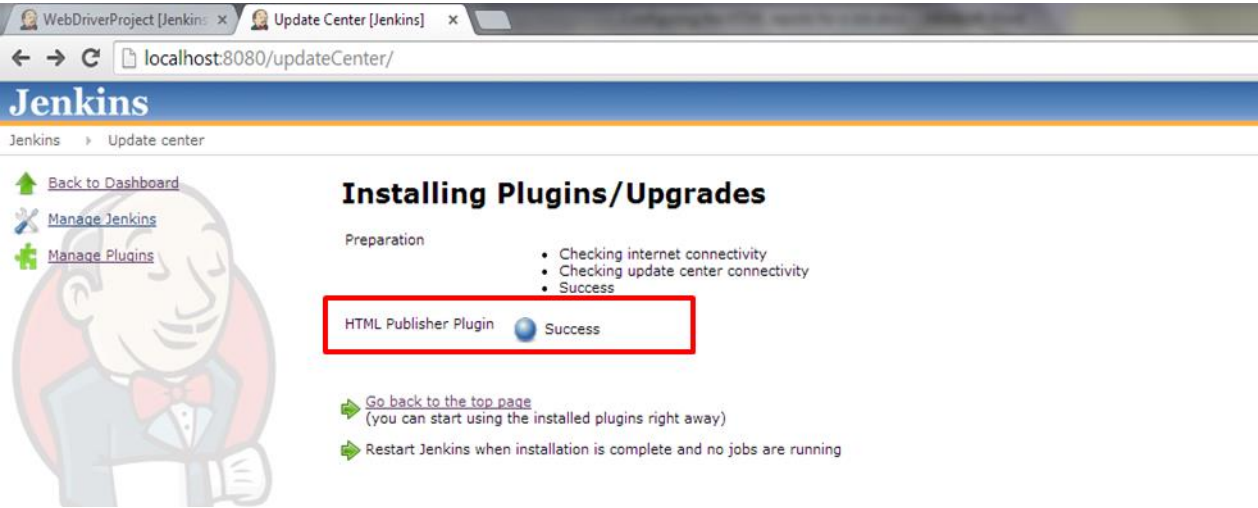 WebDriverProject [Jenkins
Update Center [Jenkins]
localhost:8080/updateCenter/
Jenkins
Jenkins
Update center
Back to Dashboard
Manage Jenkins
Manage Plugins
Installing Plugins/Upgrades
Preparation
Checking internet connectivity
Checking update center connectivity
Success
HTML Publisher Plugin
Success
Go back to the top page
(you can start using the installed plugins right away)
Restart Jenkins when installation is complete and no jobs are running